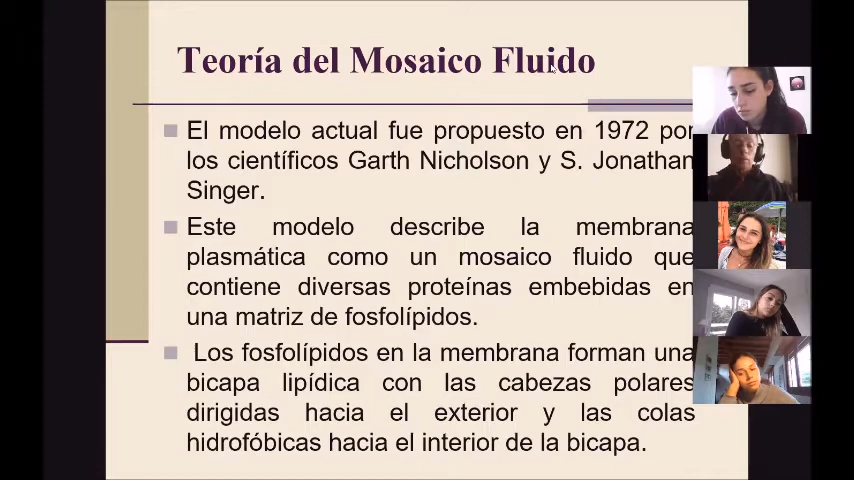 Teoría del Mosaico Fluido
El modelo actual fue propuesto en 1972 por
los científicos Garth Nicholson y S. Jonathan
Singer.
Este modelo describe la membrana
plasmática como un mosaico fluido que
contiene diversas proteínas embebidas en
una matriz de fosfolípidos.
Los fosfolípidos en la membrana forman una
bicapa lipídica con las cabezas polares
dirigidas hacia el exterior y las colas
hidrofóbicas hacia el interior de la bicapa.